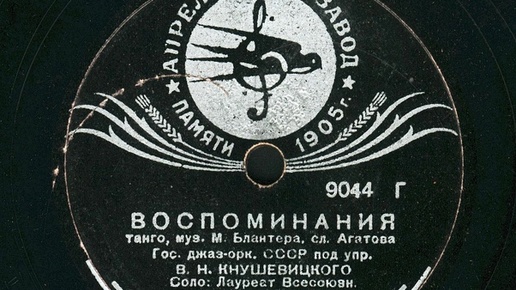 АПРЕЛ ЗАВОД
ПАМЯТИ 1905 г.
9044 Г
ВОСПОМИНАНИЯ
танго, муз. М. Блантера, сл. Агатова
Гос. джаз-орк. СССР под упр.
В. Н. КНУШЕВИЦКОГО
Соло: Лауреат Всесоюзн.